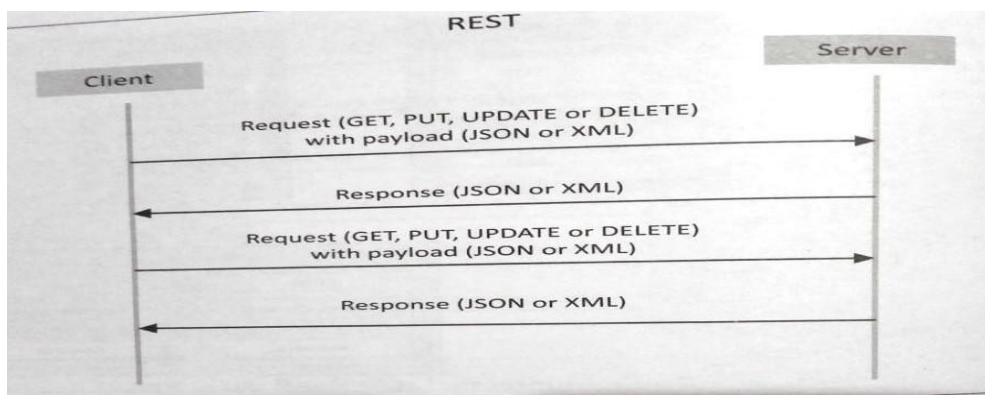 REST
Client
Server
Request (GET, PUT, UPDATE or DELETE)
with payload (JSON or XML)
Response (JSON or XML)
Request (GET, PUT, UPDATE or DELETE)
with payload (JSON or XML)
Response (JSON or XML)